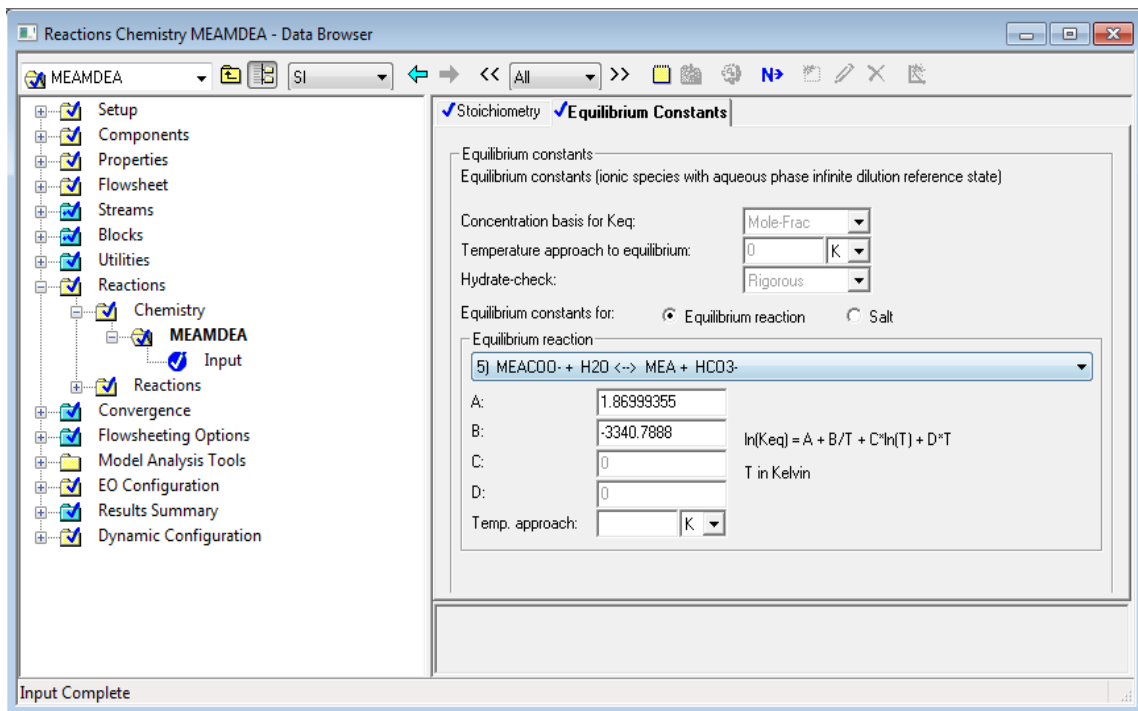 Reactions Chemistry MEAMDEA - Data Browser
MEAMDEA SI << All >> N>
Setup
Components
Properties
Flowsheet
Streams
Blocks
Utilities
Reactions
Chemistry
MEAMDEA
Input
Reactions
Convergence
Flowsheeting Options
Model Analysis Tools
EO Configuration
Results Summary
Dynamic Configuration
Stoichiometry Equilibrium Constants
Equilibrium constants
Equilibrium constants (ionic species with aqueous phase infinite dilution reference state)
Concentration basis for Keq: Mole-Frac
Temperature approach to equilibrium: 0 K
Hydrate-check: Rigorous
Equilibrium constants for: Equilibrium reaction Salt
Equilibrium reaction
5) MEACOO- + H2O <--> MEA + HCO3-
A: 1.86999355
B: -3340.7888
ln(Keq) = A + B/T + C*ln(T) + D*T
C: 0
T in Kelvin
D: 0
Temp. approach: K
Input Complete